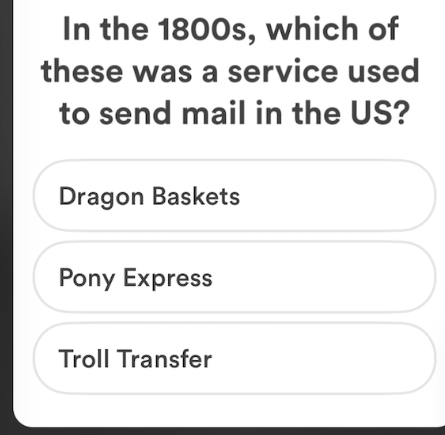 In the 1800s, which of
these was a service used
to send mail in the US?
Dragon Baskets
Pony Express
Troll Transfer